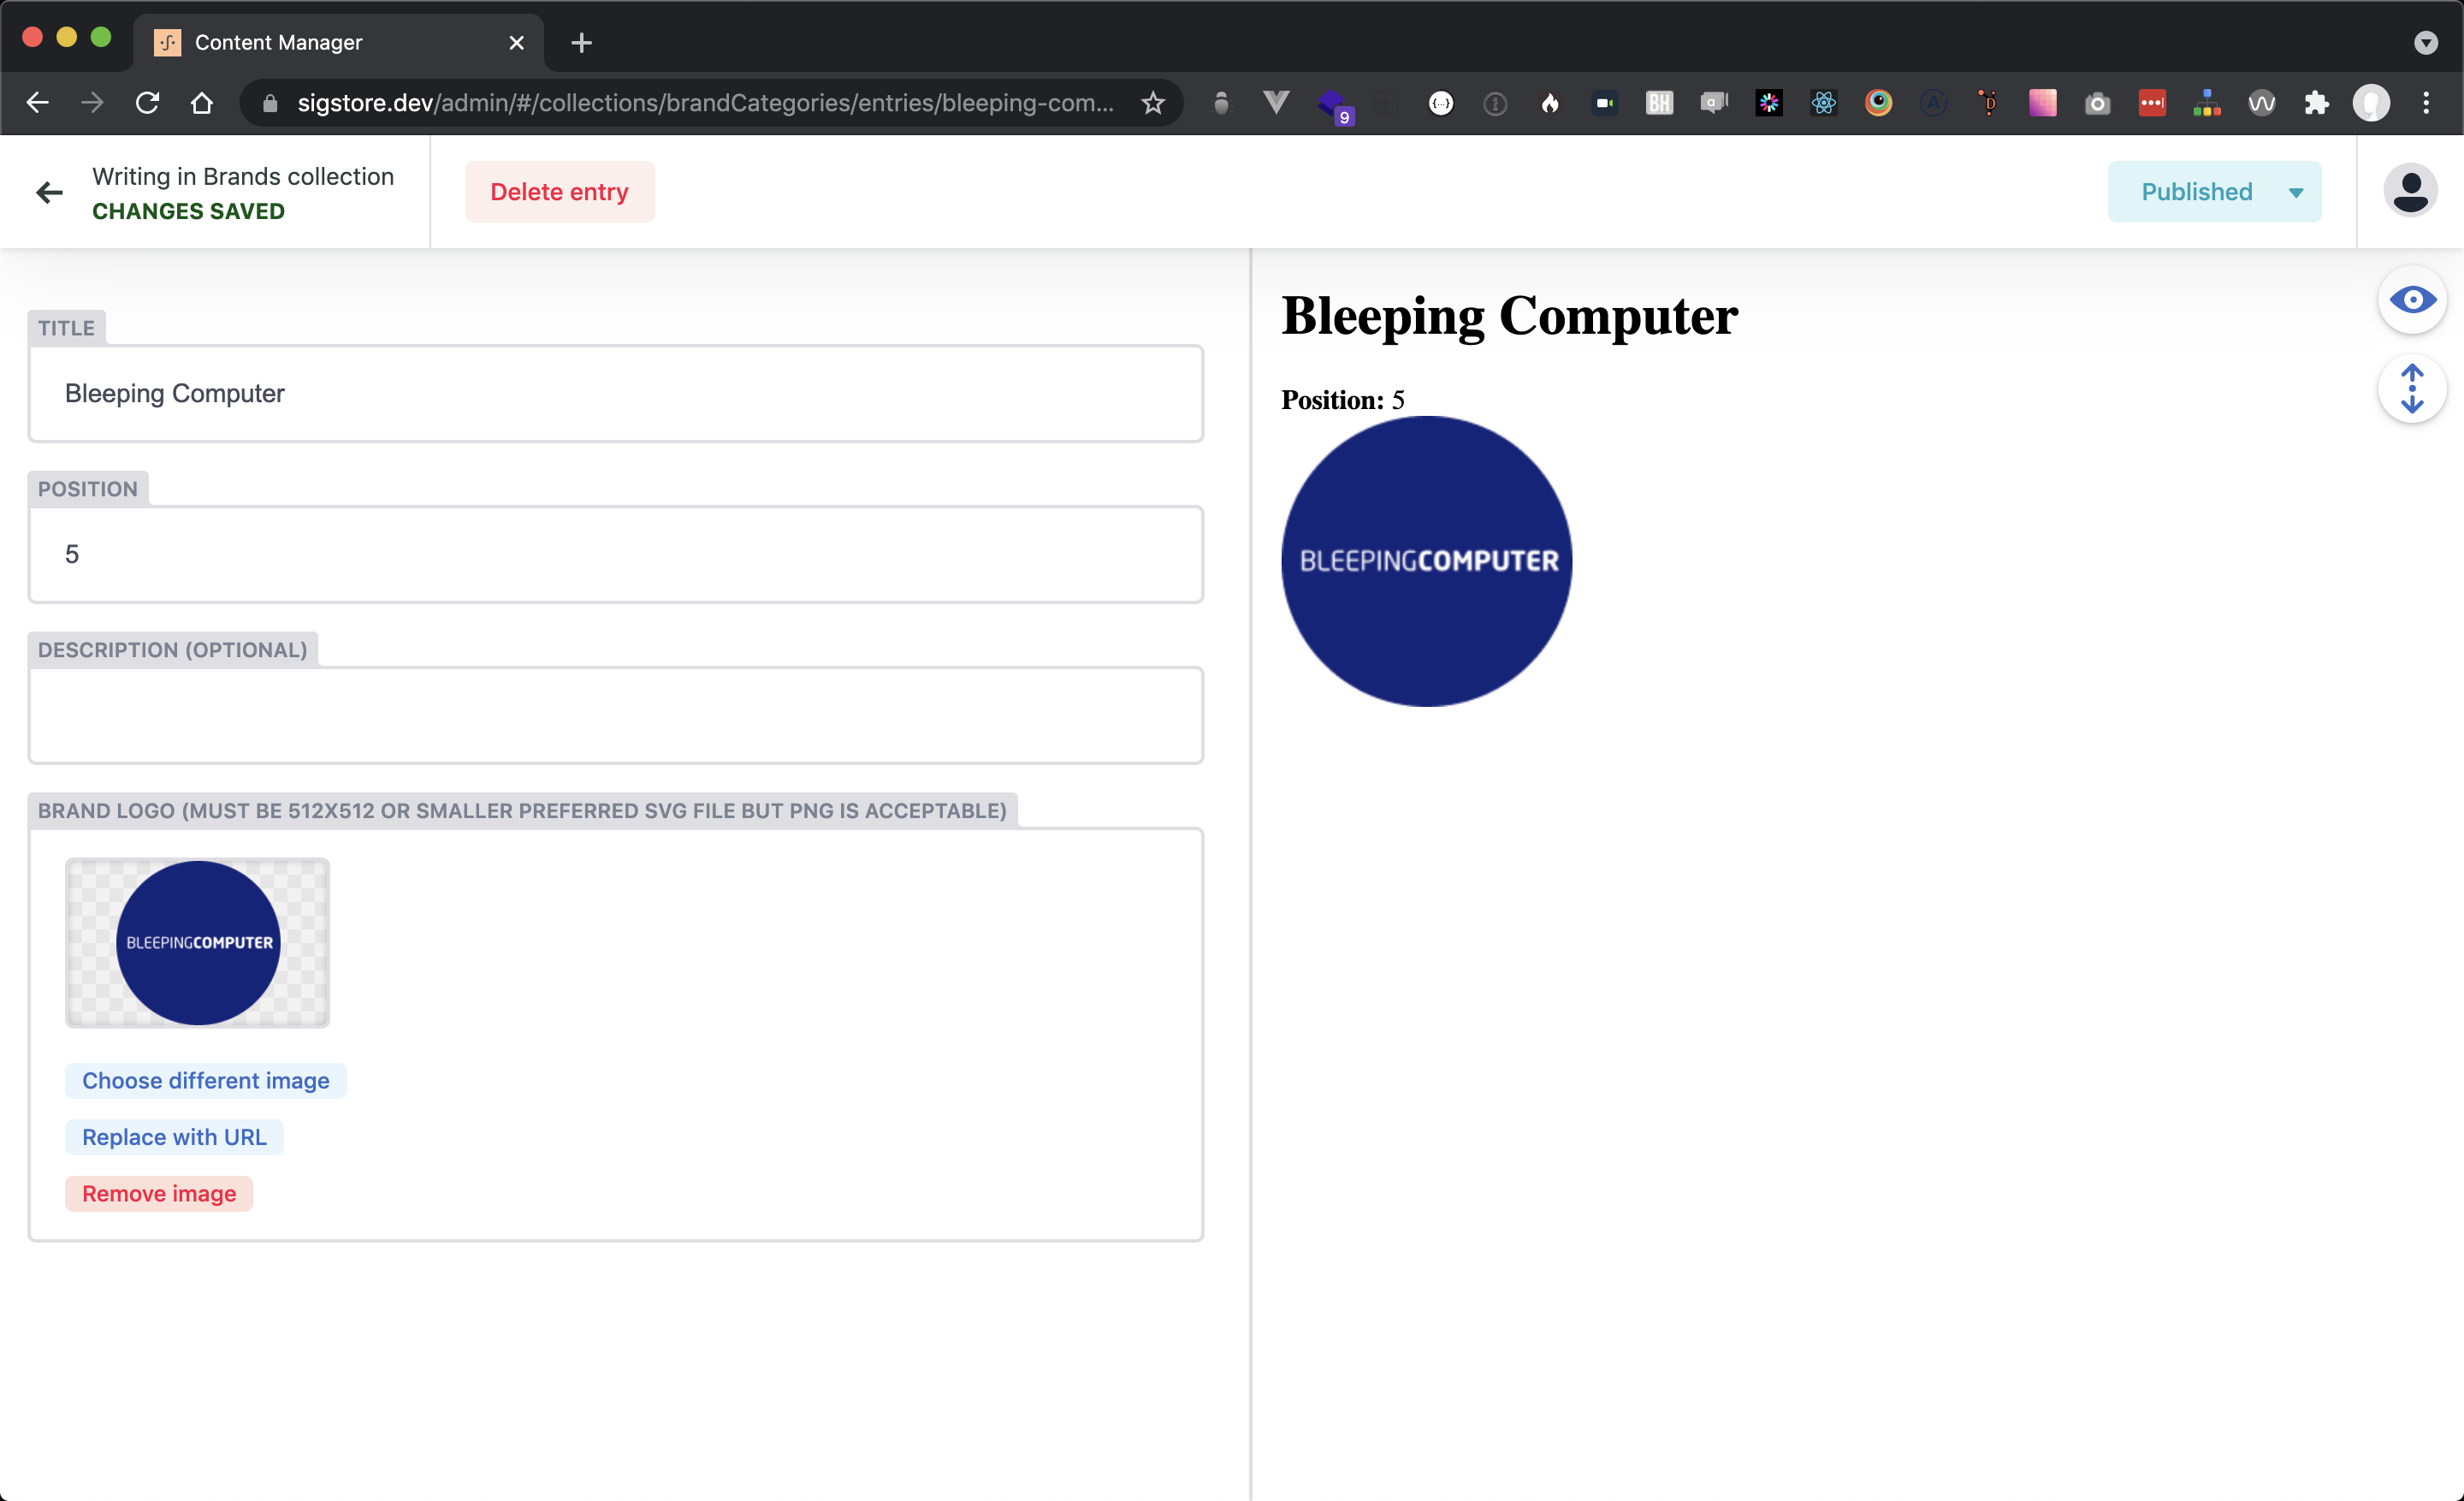 Content Manager
sigstore.dev/admin/#/collections/brandCategories/entries/bleeping-com...
9
BH
Writing in Brands collection
CHANGES SAVED
Delete entry
Published
TITLE
Bleeping Computer
POSITION
5
DESCRIPTION (OPTIONAL)
BRAND LOGO (MUST BE 512X512 OR SMALLER PREFERRED SVG FILE BUT PNG IS ACCEPTABLE)
BLEEPINGCOMPUTER
Choose different image
Replace with URL
Remove image
Bleeping Computer
Position: 5
BLEEPINGCOMPUTER